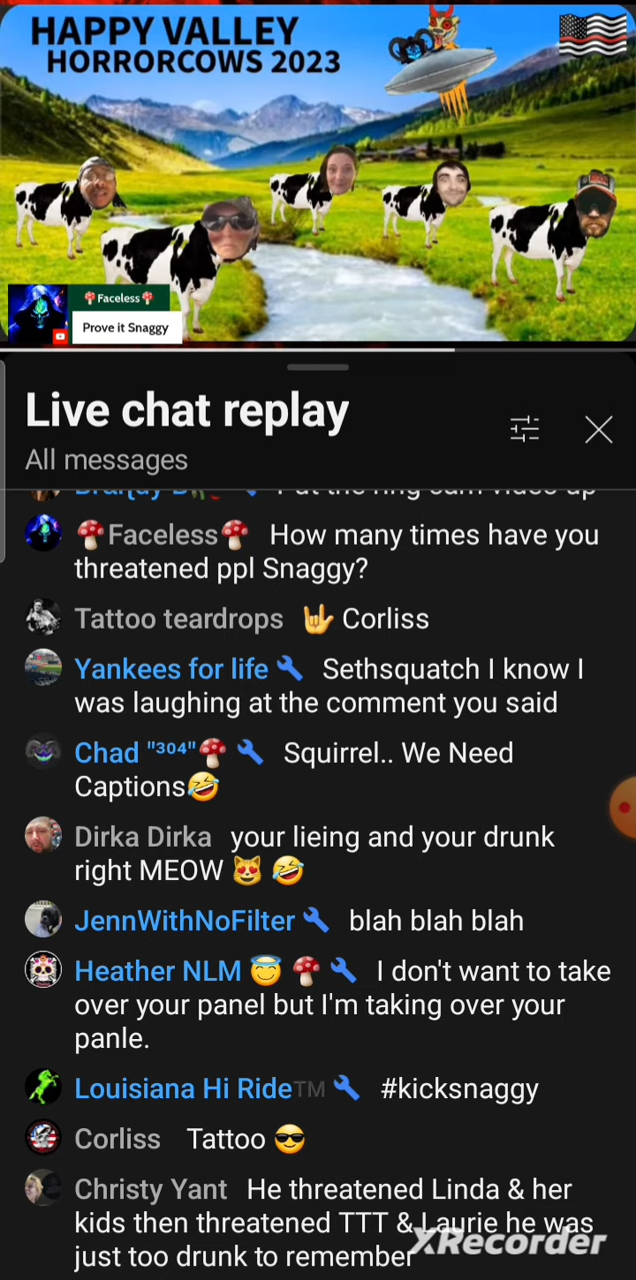 HAPPY VALLEY
HORRORCOWS 2023
🍄Faceless🍄
Prove it Snaggy
Live chat replay
All messages
🍄Faceless🍄 How many times have you
threatened ppl Snaggy?
Tattoo teardrops 🤟 Corliss
Yankees for life 🔧 Sethsquatch I know I
was laughing at the comment you said
Chad "³⁰⁴"🍄 🔧 Squirrel.. We Need
Captions🤣
Dirka Dirka your lieing and your drunk
right MEOW 😻 🤣
JennWithNoFilter 🔧 blah blah blah
Heather NLM 😇 🍄 🔧 I don't want to take
over your panel but I'm taking over your
panle.
Louisiana Hi Ride™ 🔧 #kicksnaggy
Corliss Tattoo 😎
Christy Yant He threatened Linda & her
kids then threatened TTT & Laurie he was
just too drunk to remember
XRecorder